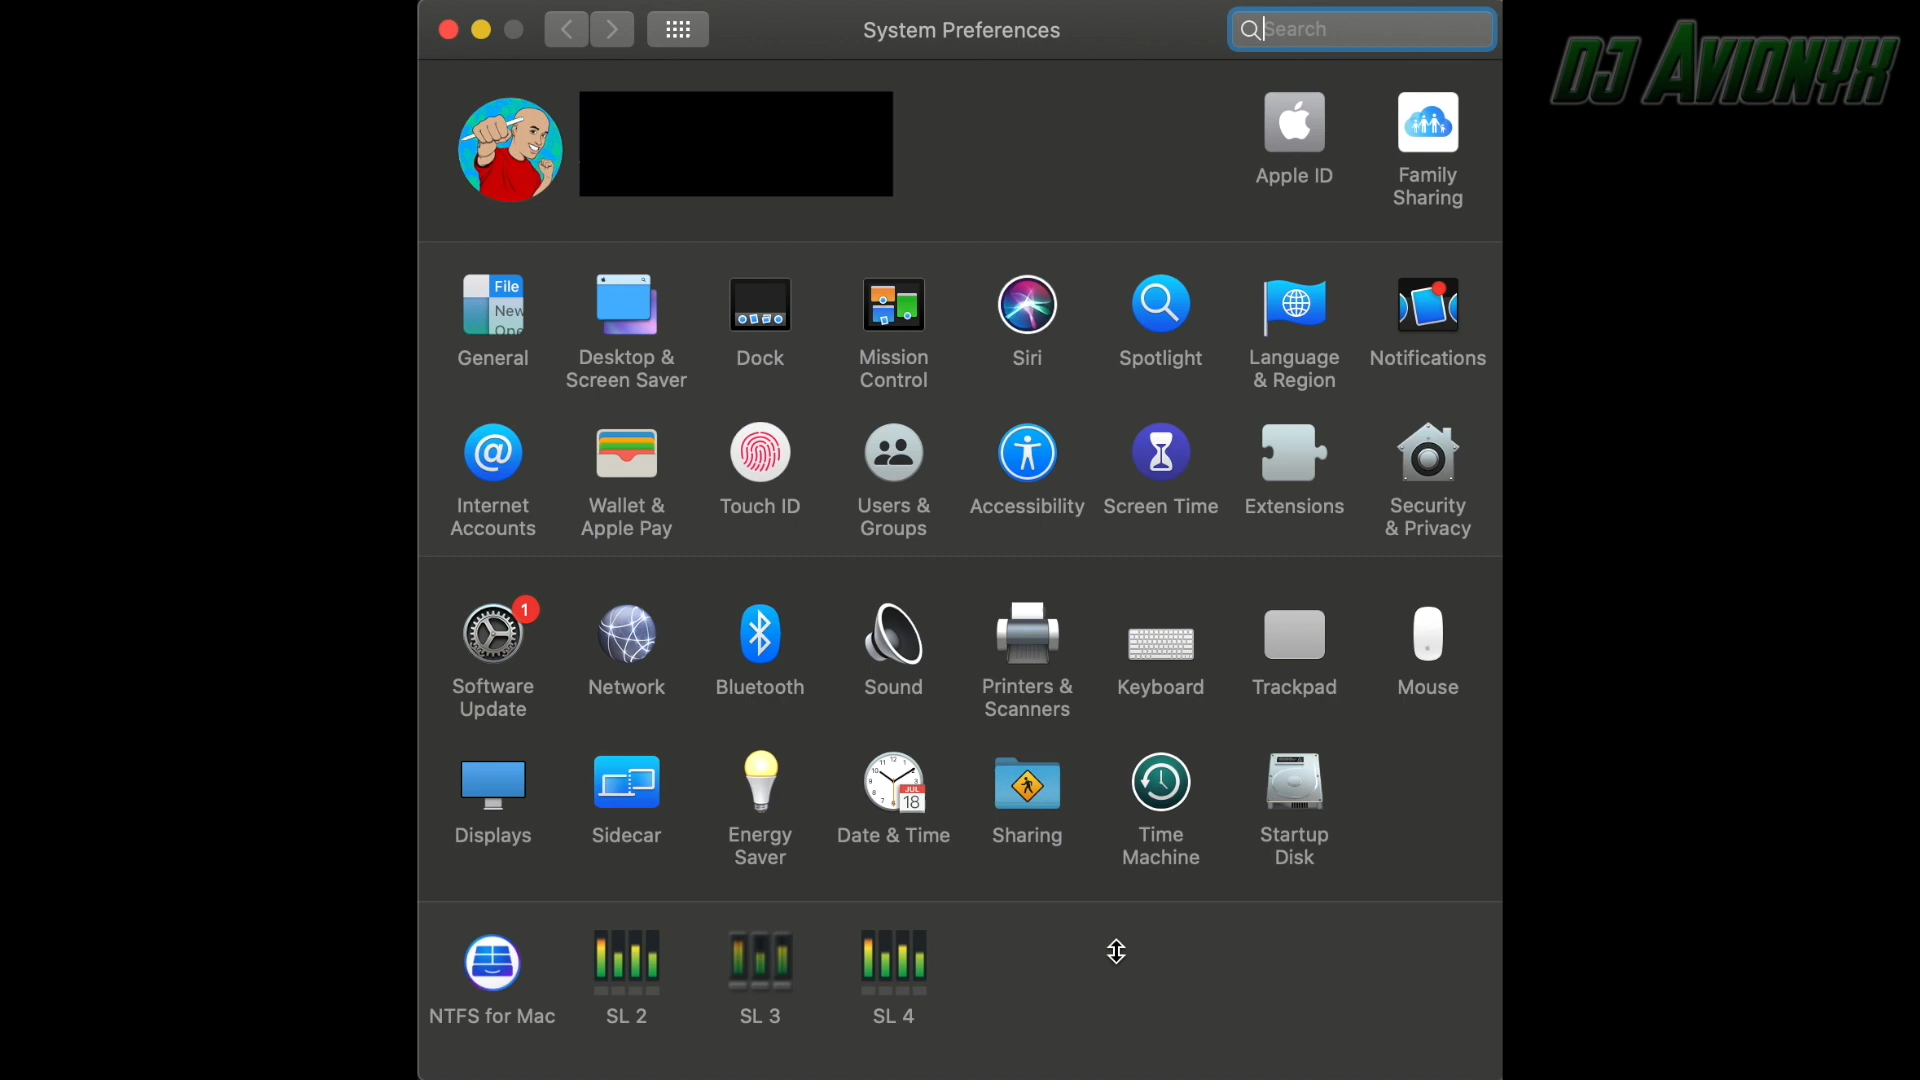 System Preferences
Search
DJ AVIONYX
Apple ID
Family
Sharing
File
New
Ope
General
Desktop &
Screen Saver
Dock
Mission
Control
Siri
Spotlight
Language
& Region
Notifications
@
Internet
Accounts
Wallet &
Apple Pay
Touch ID
Users &
Groups
Accessibility
Screen Time
Extensions
Security
& Privacy
1
Software
Update
Network
Bluetooth
Sound
Printers &
Scanners
Keyboard
Trackpad
Mouse
Displays
Sidecar
Energy
Saver
JUL
18
Date & Time
Sharing
Time
Machine
Startup
Disk
NTFS for Mac
SL 2
SL 3
SL 4